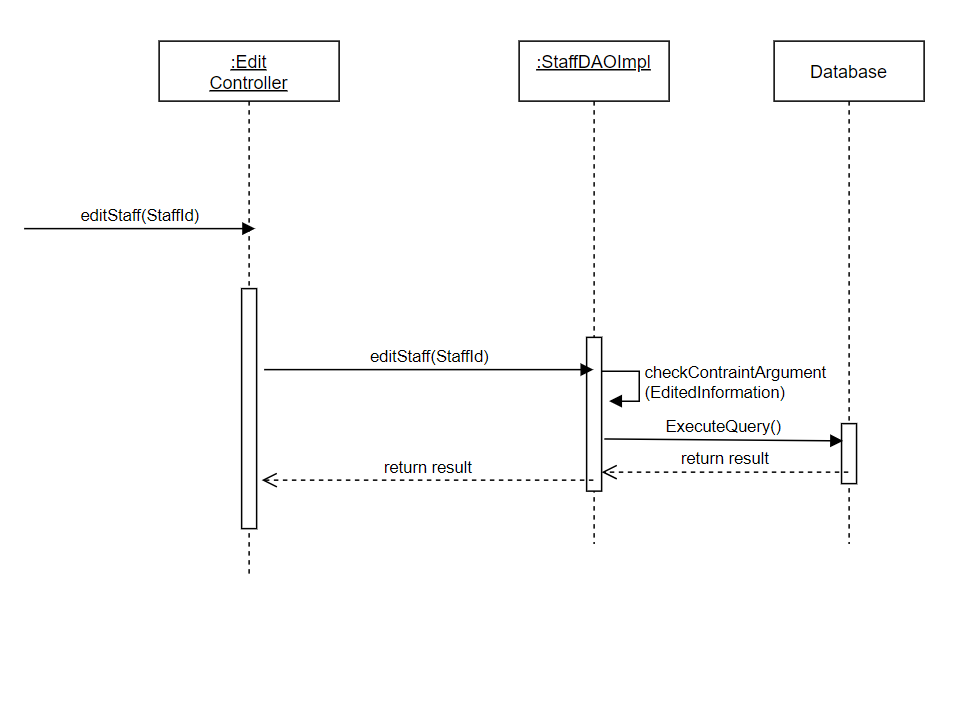 :Edit
Controller
:StaffDAOImpl
Database
editStaff(StaffId)
editStaff(StaffId)
checkContraintArgument
(EditedInformation)
ExecuteQuery()
return result
return result